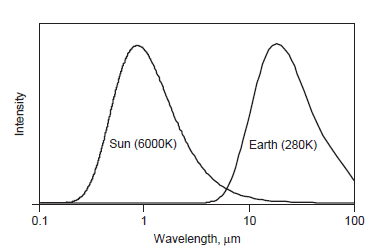 Intensity
Sun (6000K)
Earth (280K)
0.1
1
10
100
Wavelength, μm